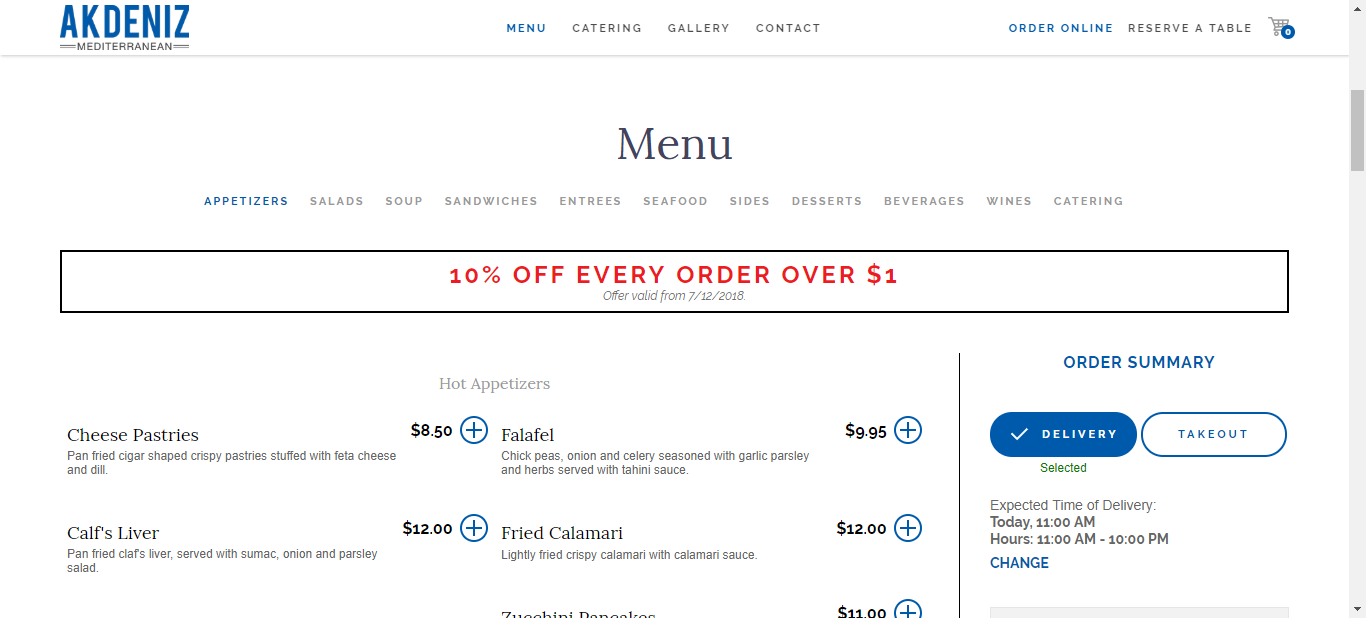 AKDENIZ
MEDITERRANEAN
MENU CATERING GALLERY CONTACT
ORDER ONLINE RESERVE A TABLE
0
Menu
APPETIZERS SALADS SOUP SANDWICHES ENTREES SEAFOOD SIDES DESSERTS BEVERAGES WINES CATERING
10% OFF EVERY ORDER OVER $1
Offer valid from 7/12/2018.
Hot Appetizers
Cheese Pastries $8.50
Pan fried cigar shaped crispy pastries stuffed with feta cheese
and dill.
Falafel $9.95
Chick peas, onion and celery seasoned with garlic parsley
and herbs served with tahini sauce.
Calf's Liver $12.00
Pan fried claf's liver, served with sumac, onion and parsley
salad.
Fried Calamari $12.00
Lightly fried crispy calamari with calamari sauce.
Zucchini Pancakes $11.00
ORDER SUMMARY
DELIVERY TAKEOUT
Selected
Expected Time of Delivery:
Today, 11:00 AM
Hours: 11:00 AM - 10:00 PM
CHANGE